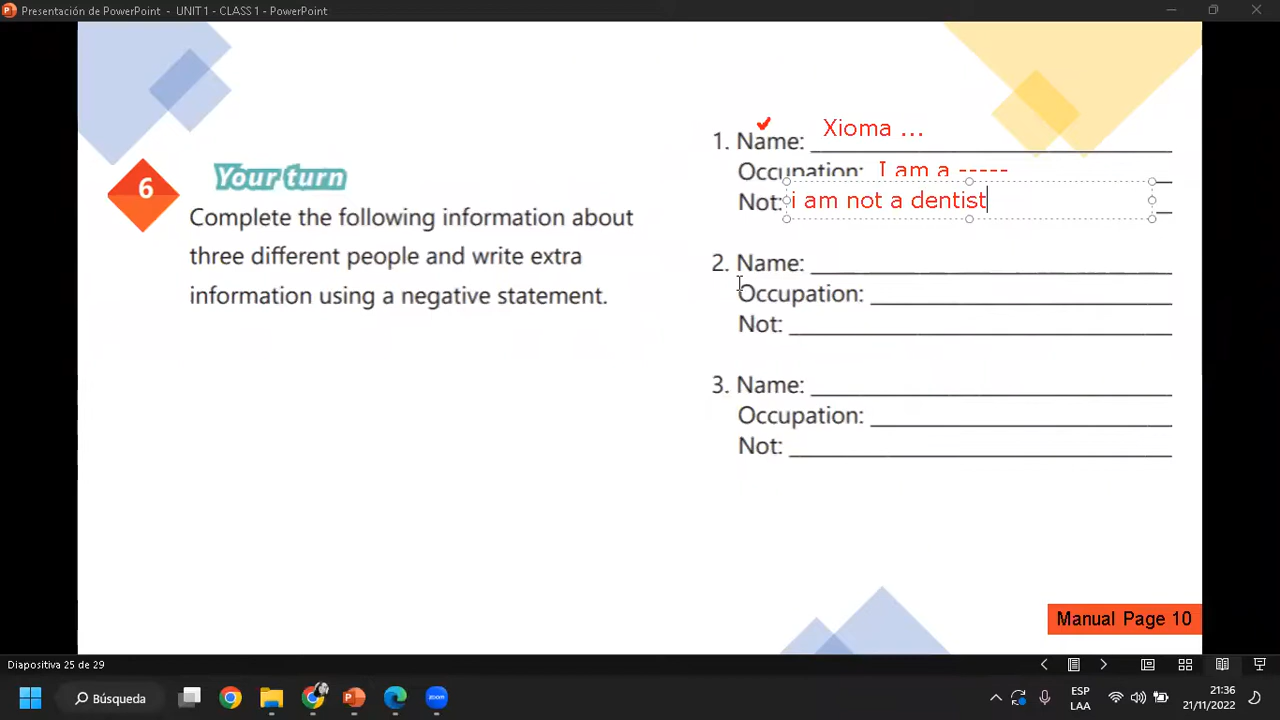 Presentación de PowerPoint - UNIT 1 - CLASS 1 - PowerPoint
1. Name: Xioma ...
Occupation: I am a -----
Not: i am not a dentist
6 Your turn
Complete the following information about
three different people and write extra
information using a negative statement.
2. Name:
Occupation:
Not:
3. Name:
Occupation:
Not:
Manual Page 10
Diapositiva 25 de 29
Búsqueda
zoom
ESP
LAA
21:36
21/11/2022